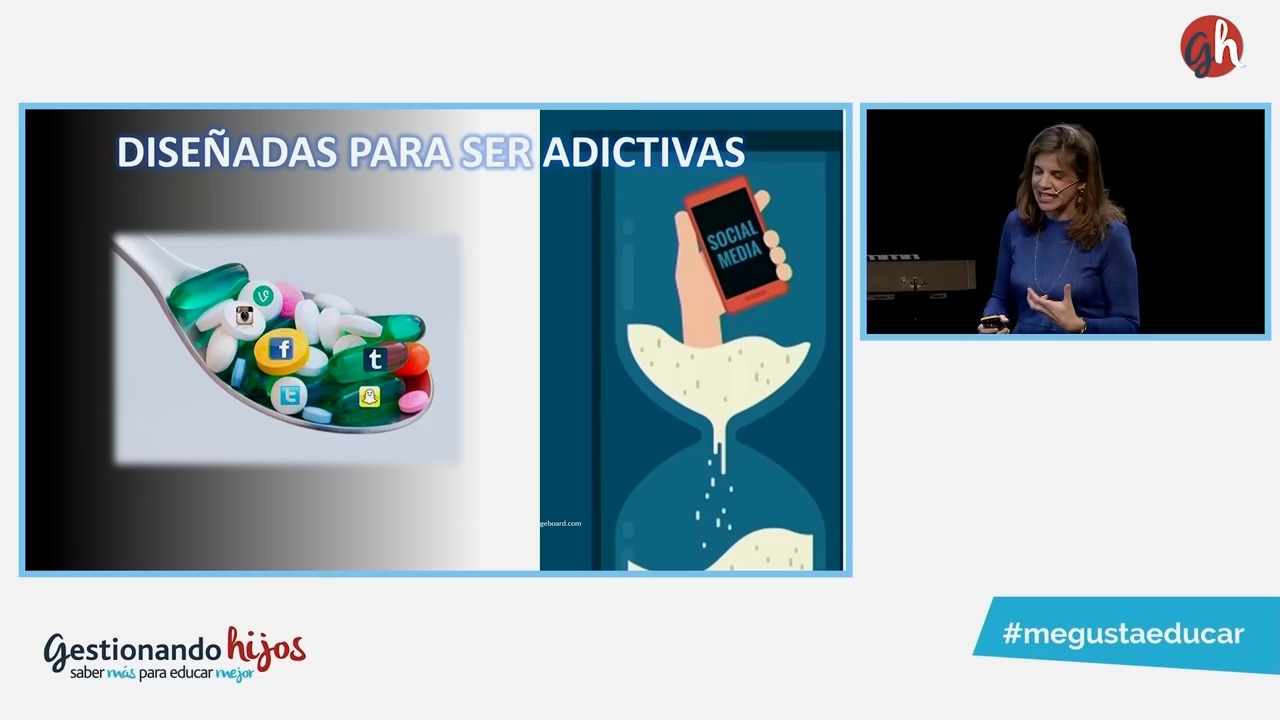 gh
DISEÑADAS PARA SER ADICTIVAS
SOCIAL
MEDIA
f
t
t
geboard.com
Gestionando hijos
saber más para educar mejor
#megustaeducar